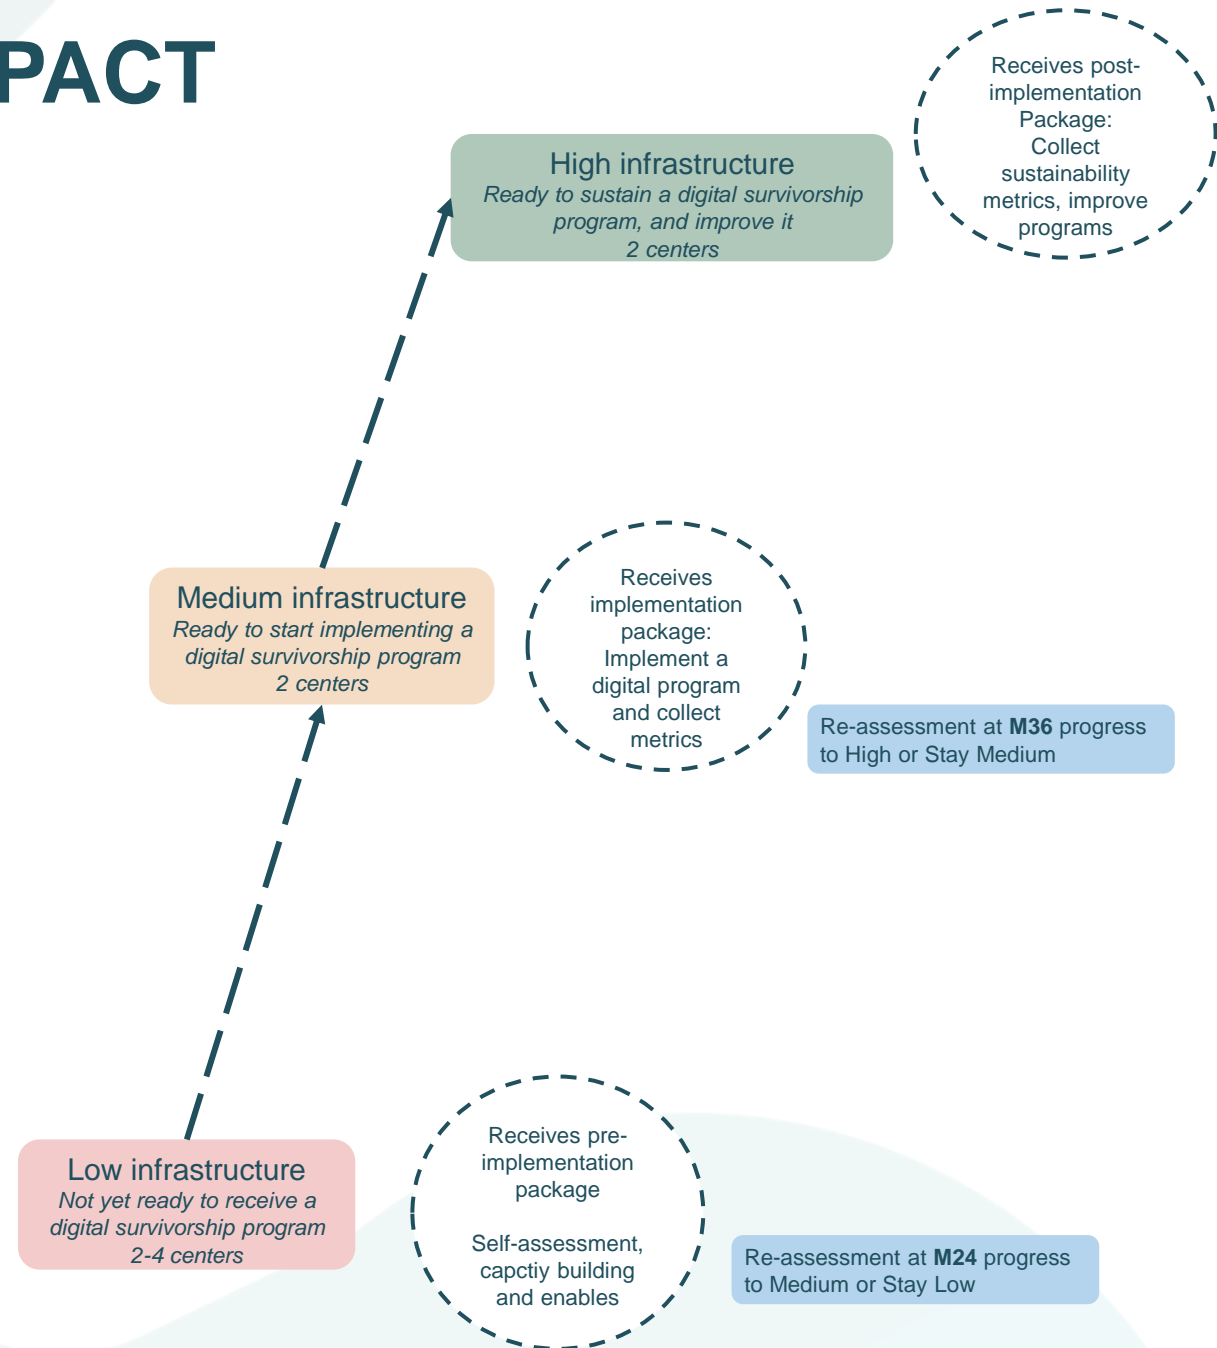 PACT
Receives post-
implementation
Package:
Collect
sustainability
metrics, improve
programs
High infrastructure
Ready to sustain a digital survivorship
program, and improve it
2 centers
Medium infrastructure
Ready to start implementing a
digital survivorship program
2 centers
Receives
implementation
package:
Implement a
digital program
and collect
metrics
Re-assessment at M36 progress
to High or Stay Medium
Low infrastructure
Not yet ready to receive a
digital survivorship program
2-4 centers
Receives pre-
implementation
package
Self-assessment,
capctiy building
and enables
Re-assessment at M24 progress
to Medium or Stay Low